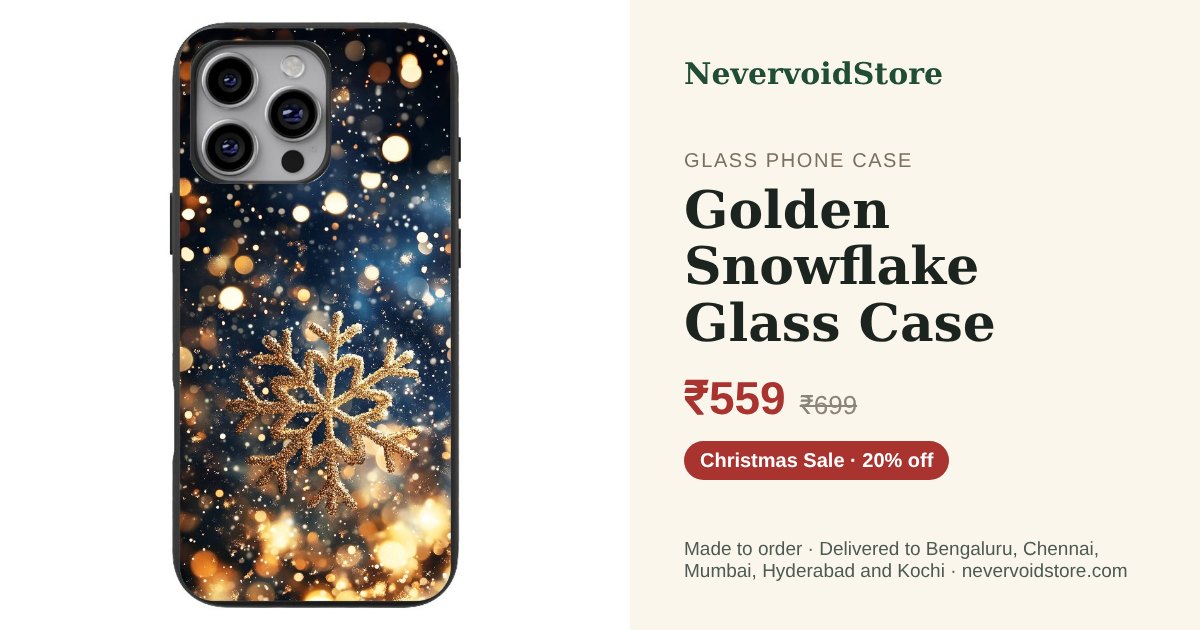 NevervoidStore
GLASS PHONE CASE
Golden
Snowflake
Glass Case
₹559 ₹699
Christmas Sale · 20% off
Made to order · Delivered to Bengaluru, Chennai,
Mumbai, Hyderabad and Kochi · nevervoidstore.com